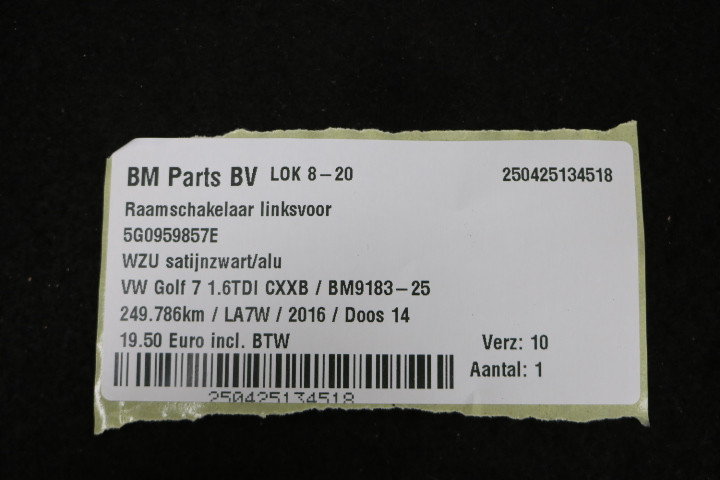 BM Parts BV LOK 8-20 250425134518
Raamschakelaar linksvoor
5G0959857E
WZU satijnzwart/alu
VW Golf 7 1.6TDI CXXB / BM9183-25
249.786km / LA7W / 2016 / Doos 14
19.50 Euro incl. BTW Verz: 10
Aantal: 1
250425134518